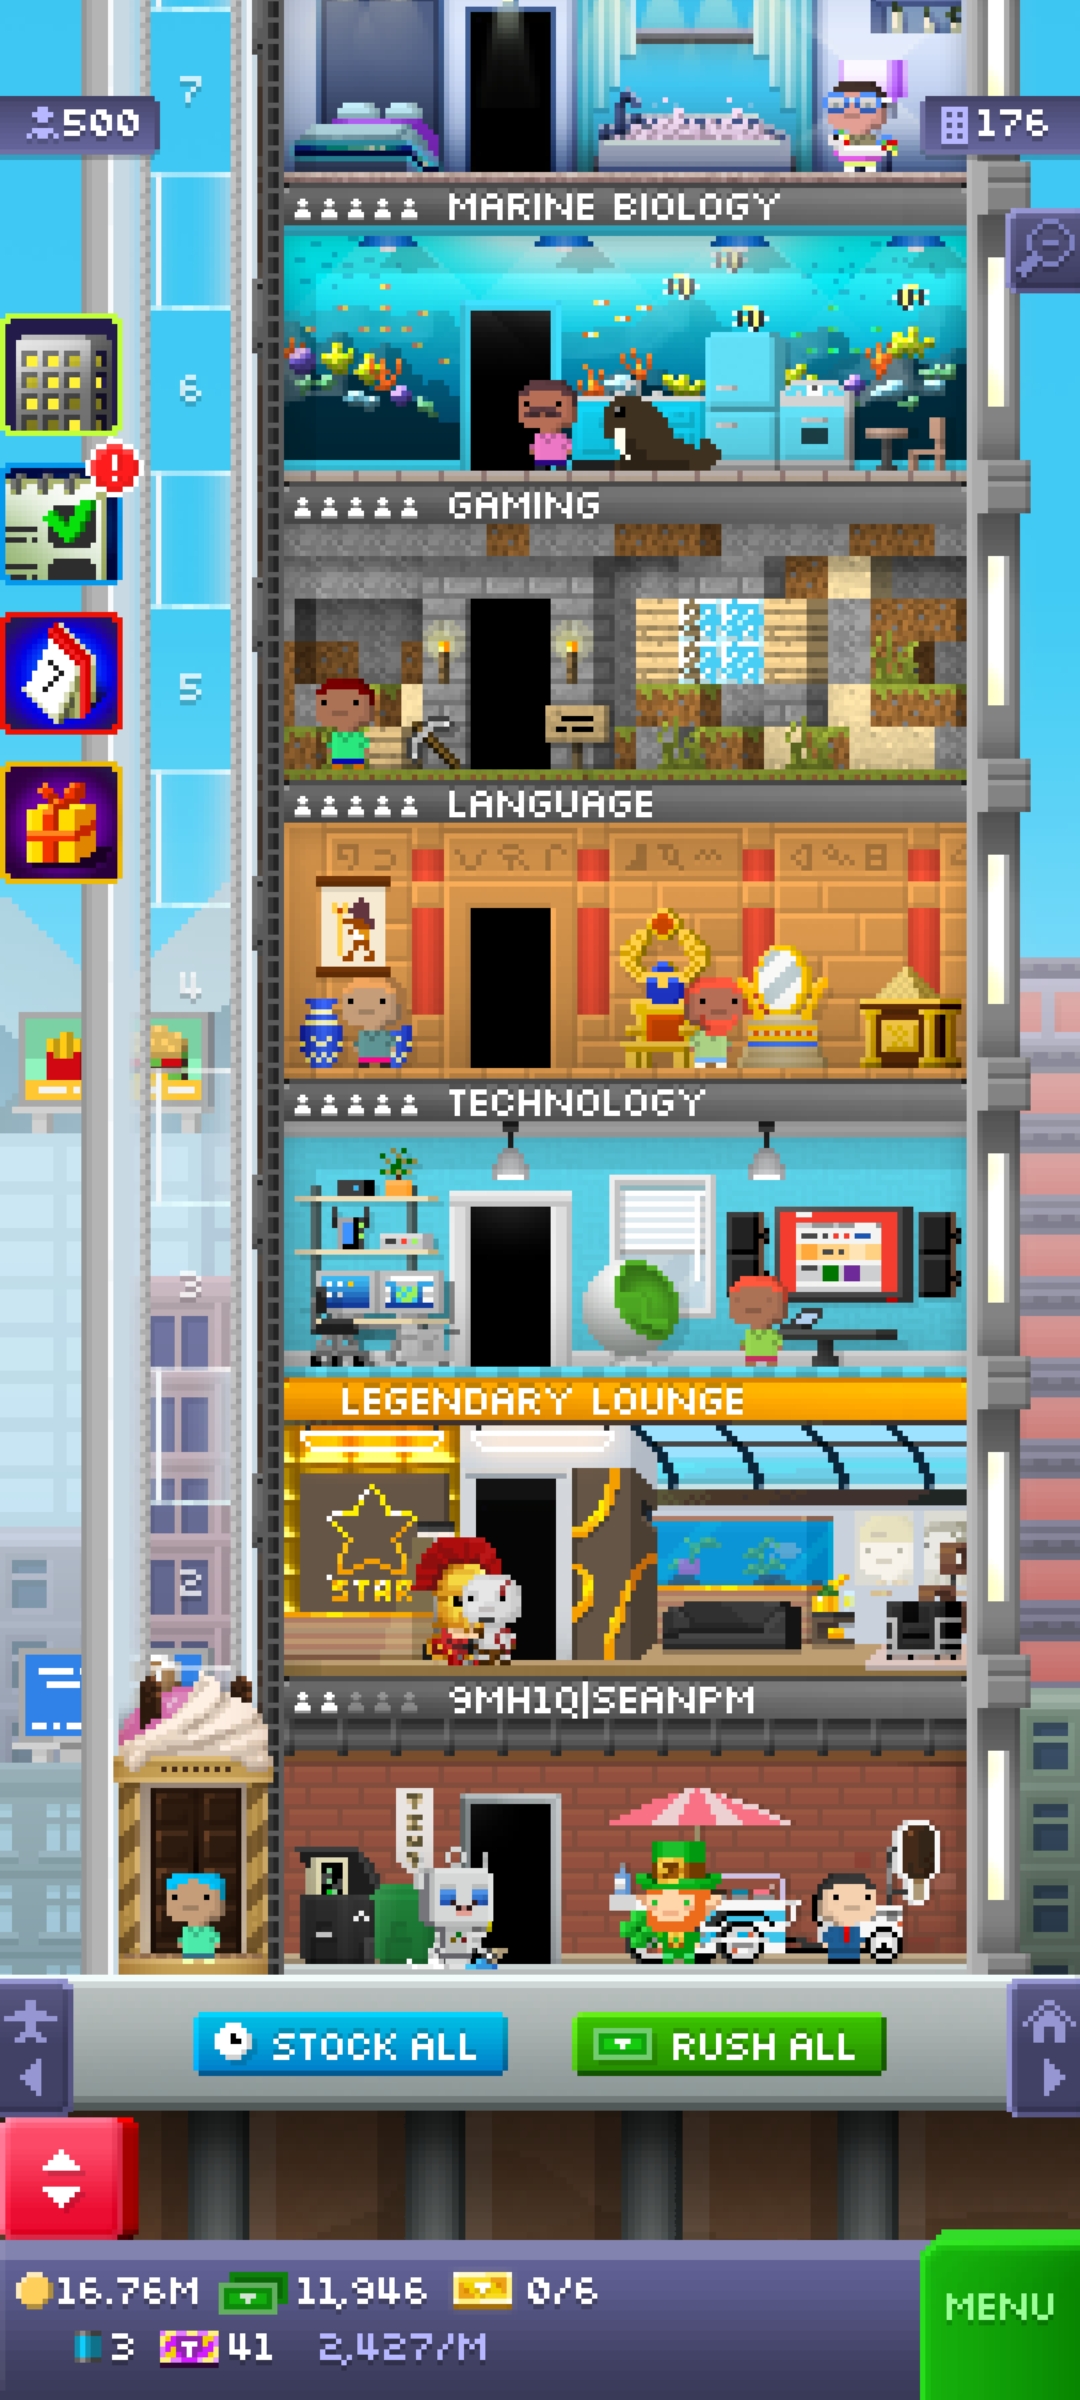 7
500
176
MARINE BIOLOGY
6
GAMING
5
7
LANGUAGE
4
TECHNOLOGY
3
LEGENDARY LOUNGE
STAR
2
9MH1Q|SEANPM
STOCK ALL
RUSH ALL
16.76M
11,946
0/6
MENU
3
41
2,427/M